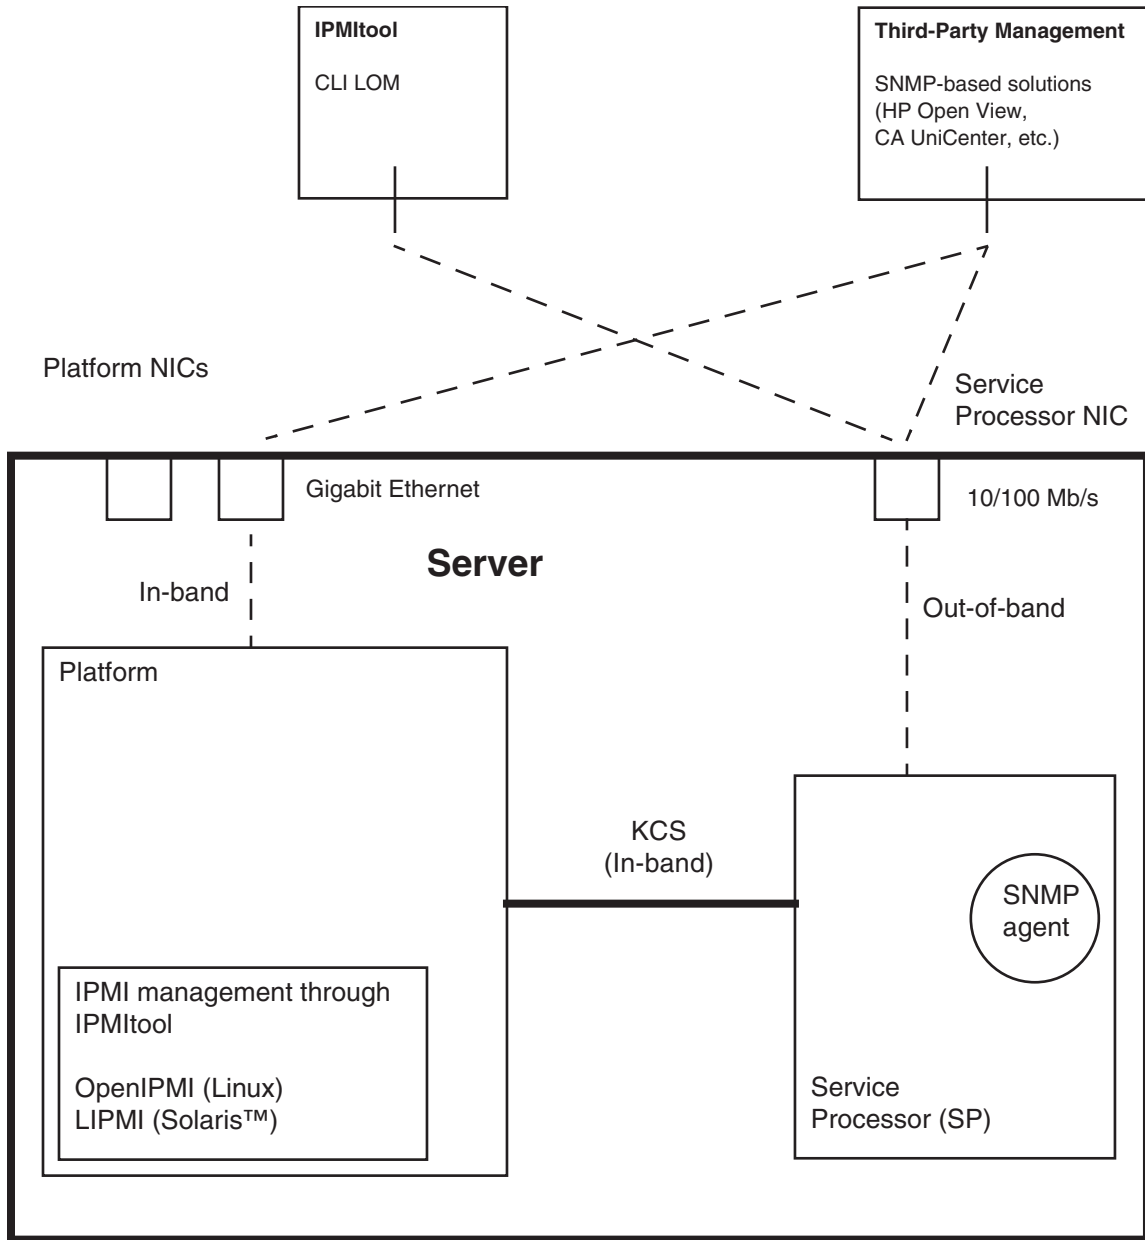 IPMItool
CLI LOM
Third-Party Management
SNMP-based solutions
(HP Open View,
CA UniCenter, etc.)
Platform NICs
Service
Processor NIC
Gigabit Ethernet
10/100 Mb/s
Server
In-band
Out-of-band
Platform
KCS
(In-band)
SNMP
agent
IPMI management through
IPMItool
OpenIPMI (Linux)
LIPMI (Solaris™)
Service
Processor (SP)